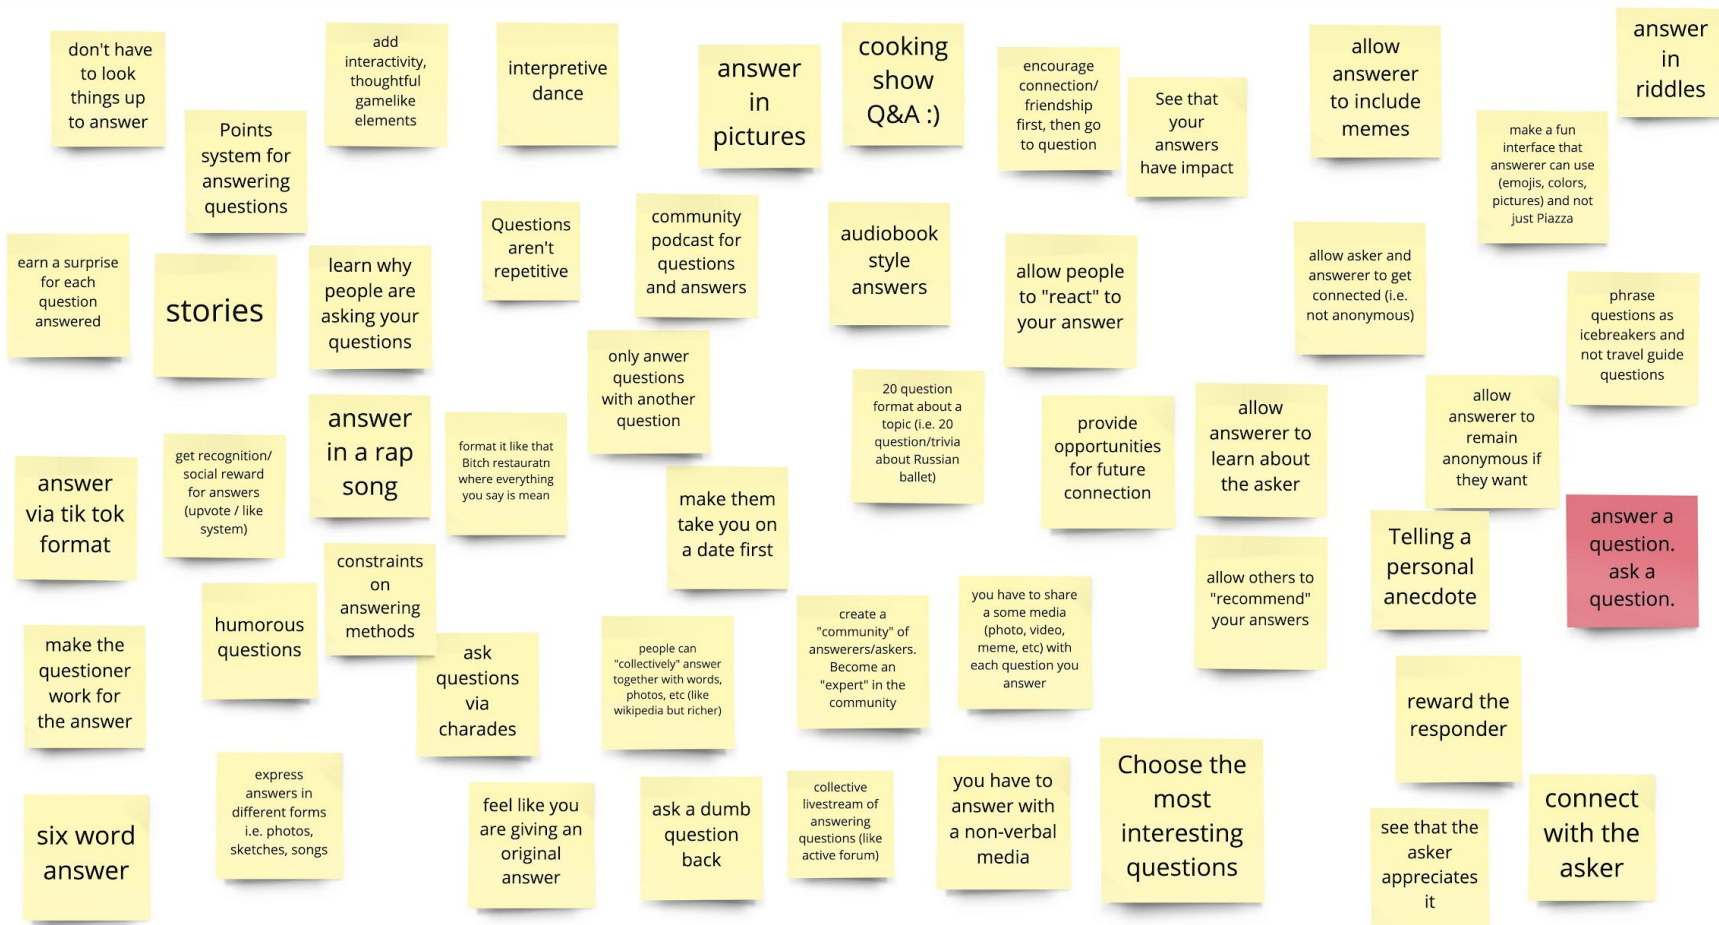 don't have
to look
things up
to answer
add
interactivity,
thoughtful
gamelike
elements
interpretive
dance
answer
in
pictures
cooking
show
Q&A :)
encourage
connection/
friendship
first, then go
to question
See that
your
answers
have impact
allow
answerer
to include
memes
answer
in
riddles
Points
system for
answering
questions
make a fun
interface that
answerer can use
(emojis, colors,
pictures) and not
just Piazza
earn a surprise
for each
question
answered
stories
learn why
people are
asking your
questions
Questions
aren't
repetitive
community
podcast for
questions
and answers
audiobook
style
answers
allow people
to "react" to
your answer
allow asker and
answerer to get
connected (i.e.
not anonymous)
phrase
questions as
icebreakers and
not travel guide
questions
only anwer
questions
with another
question
answer
via tik tok
format
get recognition/
social reward
for answers
(upvote / like
system)
answer
in a rap
song
format it like that
Bitch restauratn
where everything
you say is mean
make them
take you on
a date first
20 question
format about a
topic (i.e. 20
question/trivia
about Russian
ballet)
provide
opportunities
for future
connection
allow
answerer to
learn about
the asker
allow
answerer to
remain
anonymous if
they want
Telling a
personal
anecdote
answer a
question.
ask a
question.
constraints
on
answering
methods
make the
questioner
work for
the answer
humorous
questions
ask
questions
via
charades
people can
"collectively" answer
together with words,
photos, etc (like
wikipedia but richer)
create a
"community" of
answerers/askers.
Become an
"expert" in the
community
you have to share
a some media
(photo, video,
meme, etc) with
each question you
answer
allow others to
"recommend"
your answers
reward the
responder
six word
answer
express
answers in
different forms
i.e. photos,
sketches, songs
feel like you
are giving an
original
answer
ask a dumb
question
back
collective
livestream of
answering
questions (like
active forum)
you have to
answer with
a non-verbal
media
Choose the
most
interesting
questions
see that the
asker
appreciates
it
connect
with the
asker